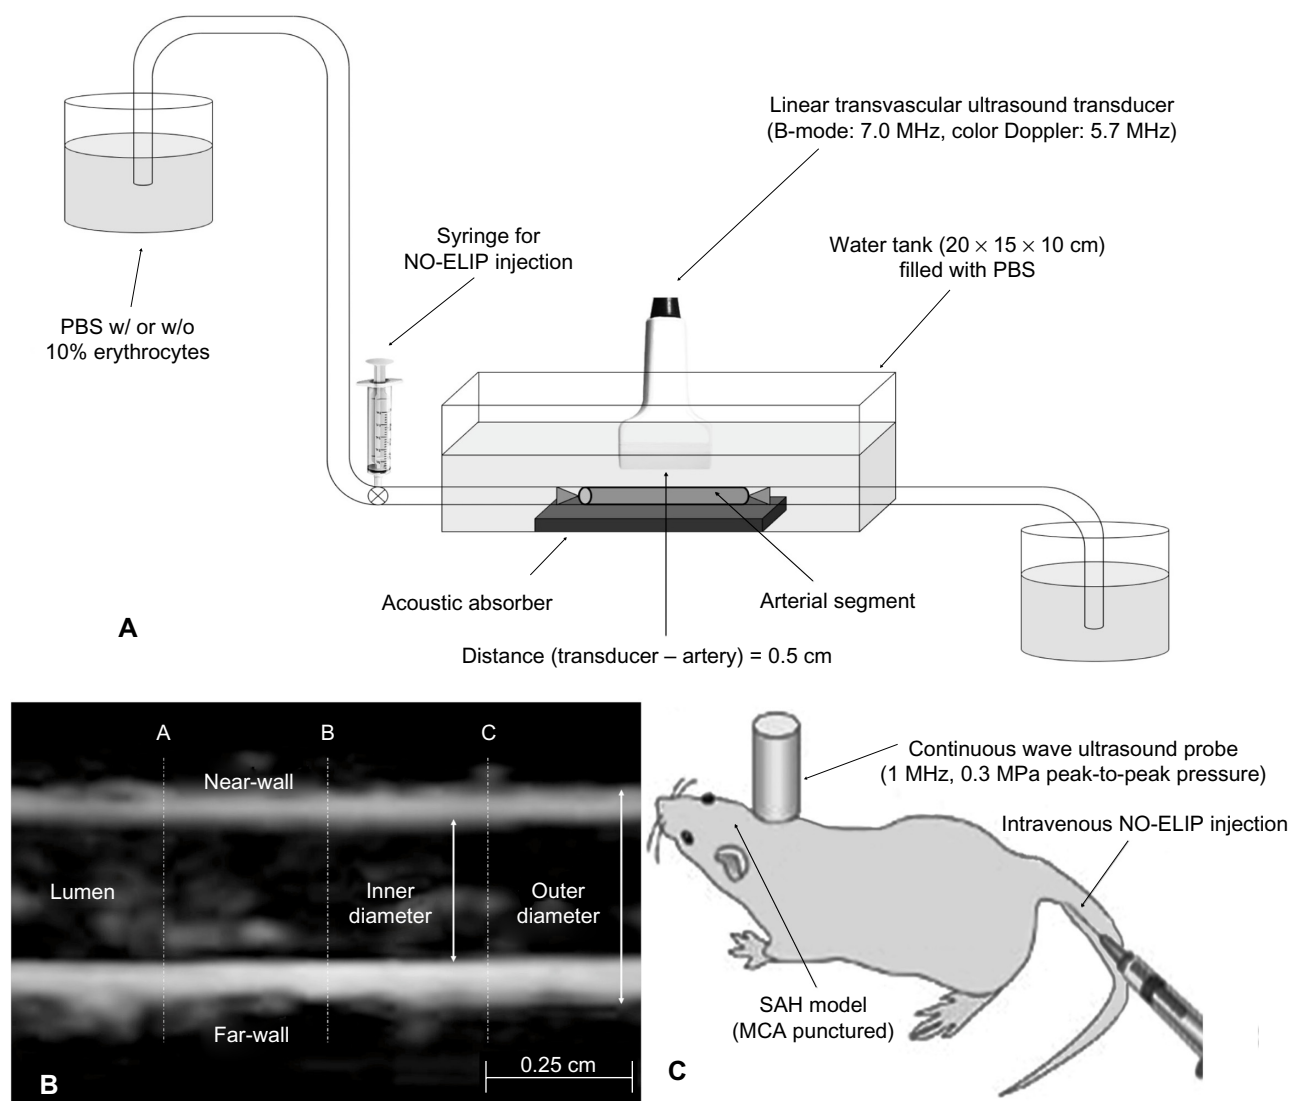 Linear transvascular ultrasound transducer
(B-mode: 7.0 MHz, color Doppler: 5.7 MHz)
Syringe for
NO-ELIP injection
Water tank (20 × 15 × 10 cm)
filled with PBS
PBS w/ or w/o
10% erythrocytes
Acoustic absorber
Arterial segment
A
Distance (transducer – artery) = 0.5 cm
A
B
C
Near-wall
Lumen
Inner
diameter
Outer
diameter
Far-wall
0.25 cm
B
Continuous wave ultrasound probe
(1 MHz, 0.3 MPa peak-to-peak pressure)
Intravenous NO-ELIP injection
SAH model
(MCA punctured)
C